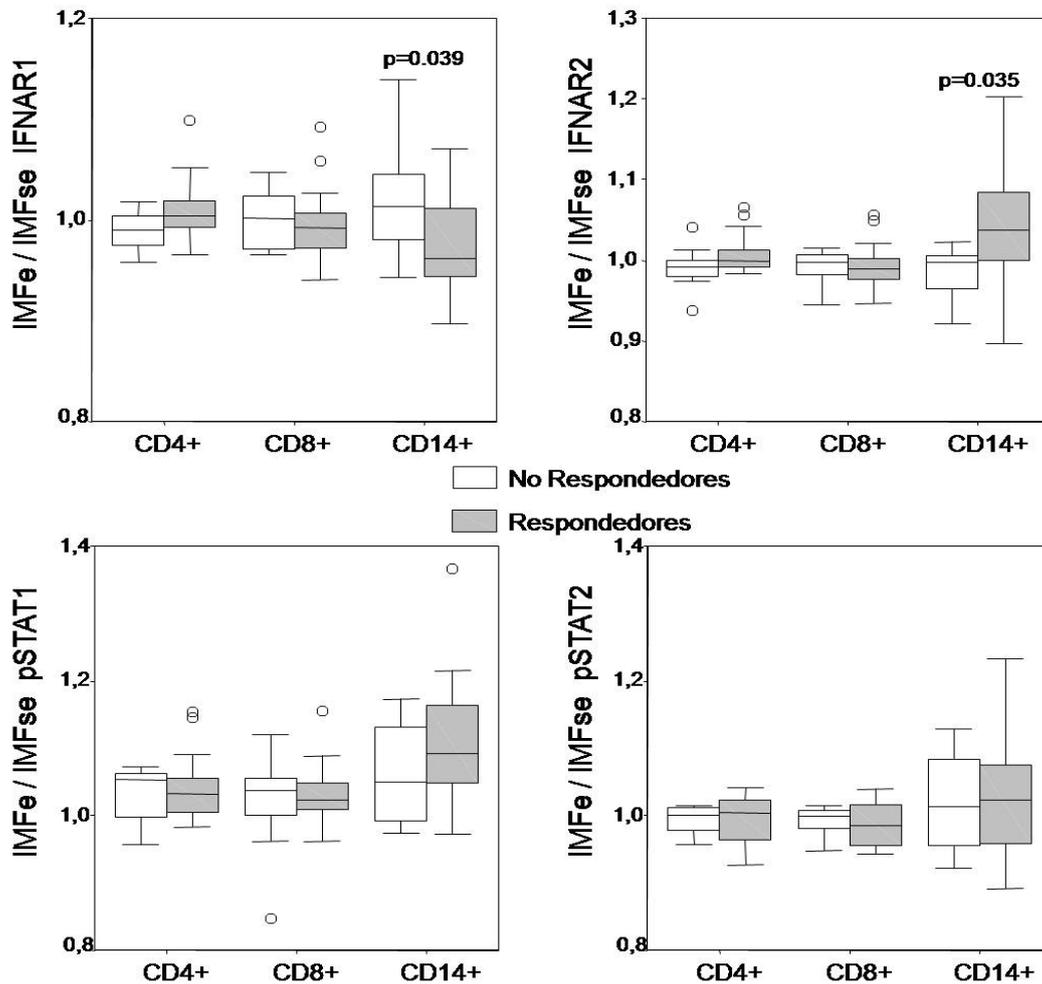 IMFe / IMFse IFNAR1
1,2
1,0
0,8
p=0.039
CD4+ CD8+ CD14+
IMFe / IMFse IFNAR2
1,3
1,2
1,1
1,0
0,9
0,8
p=0.035
CD4+ CD8+ CD14+
No Respondedores
Respondedores
IMFe / IMFse pSTAT1
1,4
1,2
1,0
0,8
CD4+ CD8+ CD14+
IMFe / IMFse pSTAT2
1,4
1,2
1,0
0,8
CD4+ CD8+ CD14+